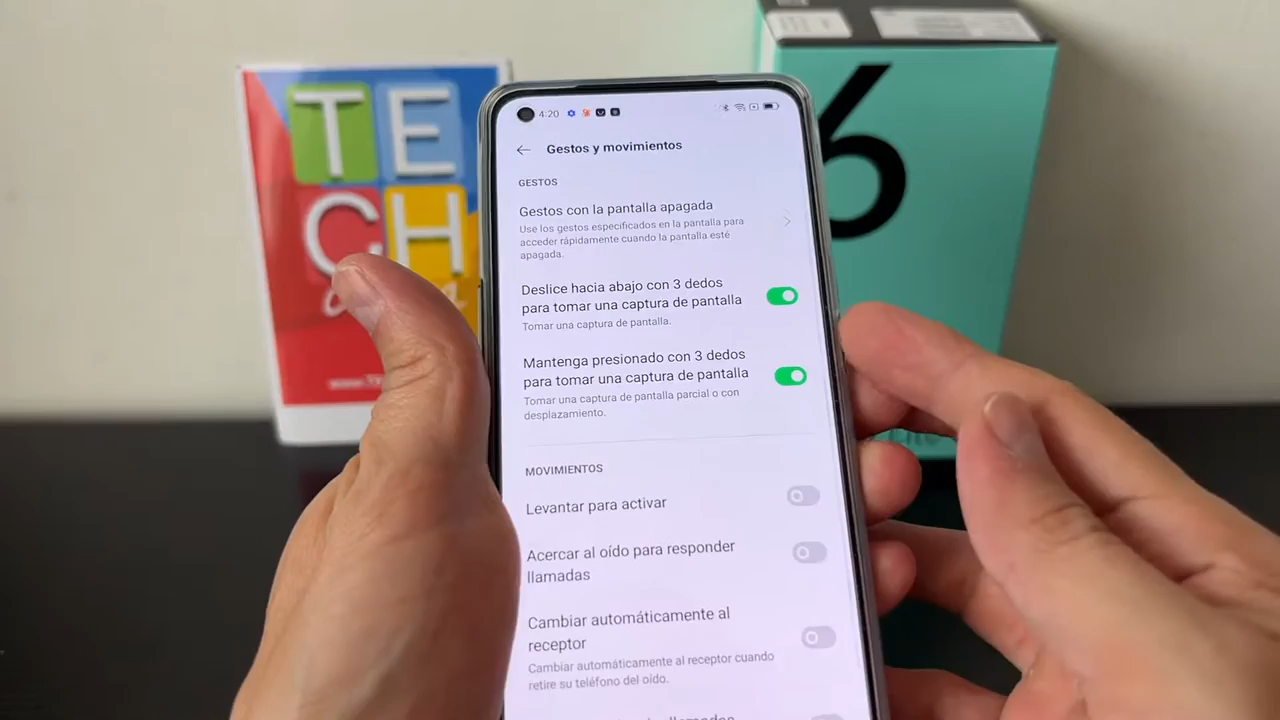 TE
CH
6
4:20
Gestos y movimientos
GESTOS
Gestos con la pantalla apagada
Use los gestos especificados en la pantalla para
acceder rápidamente cuando la pantalla esté
apagada.
Deslice hacia abajo con 3 dedos
para tomar una captura de pantalla
Tomar una captura de pantalla.
Mantenga presionado con 3 dedos
para tomar una captura de pantalla
Tomar una captura de pantalla parcial o con
desplazamiento.
MOVIMIENTOS
Levantar para activar
Acercar al oído para responder
llamadas
Cambiar automáticamente al
receptor
Cambiar automáticamente al receptor cuando
retire su teléfono del oído.